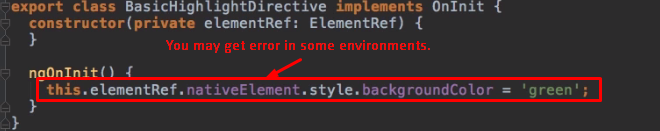 export class BasicHighlightDirective implements OnInit {
constructor(private elementRef: ElementRef) {
}
You may get error in some environments.
ngOnInit() {
this.elementRef.nativeElement.style.backgroundColor = 'green';
}
}